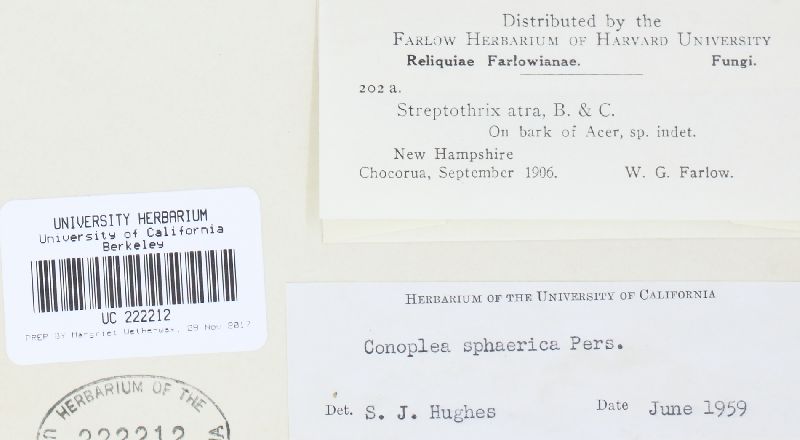 Distributed by the
Farlow Herbarium of Harvard University
Reliquiae Farlowianae. Fungi.
202 a.
Streptothrix atra, B. & C.
On bark of Acer, sp. indet.
New Hampshire
Chocorua, September 1906. W. G. Farlow.
UNIVERSITY HERBARIUM
University of California
Berkeley
UC 222212
PREP BY Margriet Wetherwax, 29 Nov 2017
Herbarium of the University of California
Conoplea sphaerica Pers.
Det. S. J. Hughes Date June 1959
HERBARIUM OF THE
222212